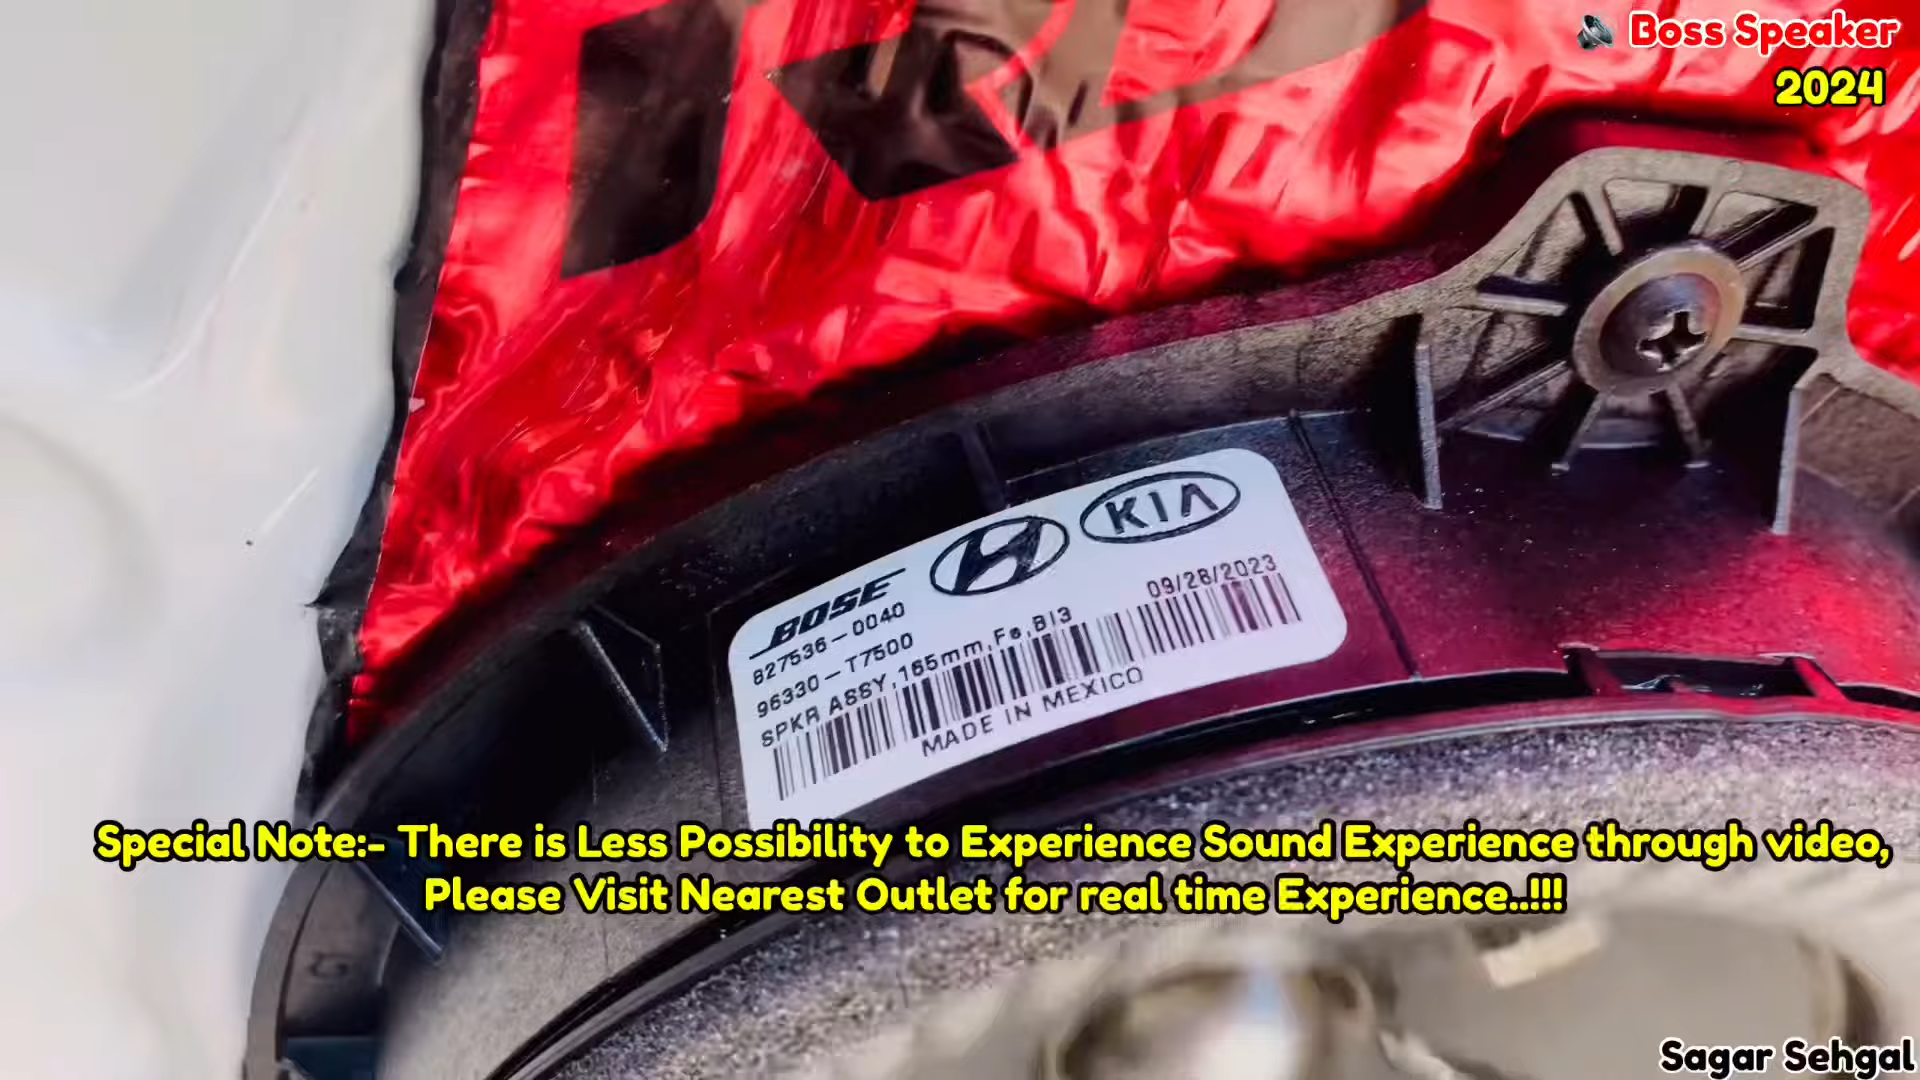 Boss Speaker
2024
BOSE
KIA
827536-0040
09/28/2023
96330-T7500
SPKR ASSY,165mm,Fe,BI3
MADE IN MEXICO
Special Note:- There is Less Possibility to Experience Sound Experience through video,
Please Visit Nearest Outlet for real time Experience..!!!
Sagar Sehgal